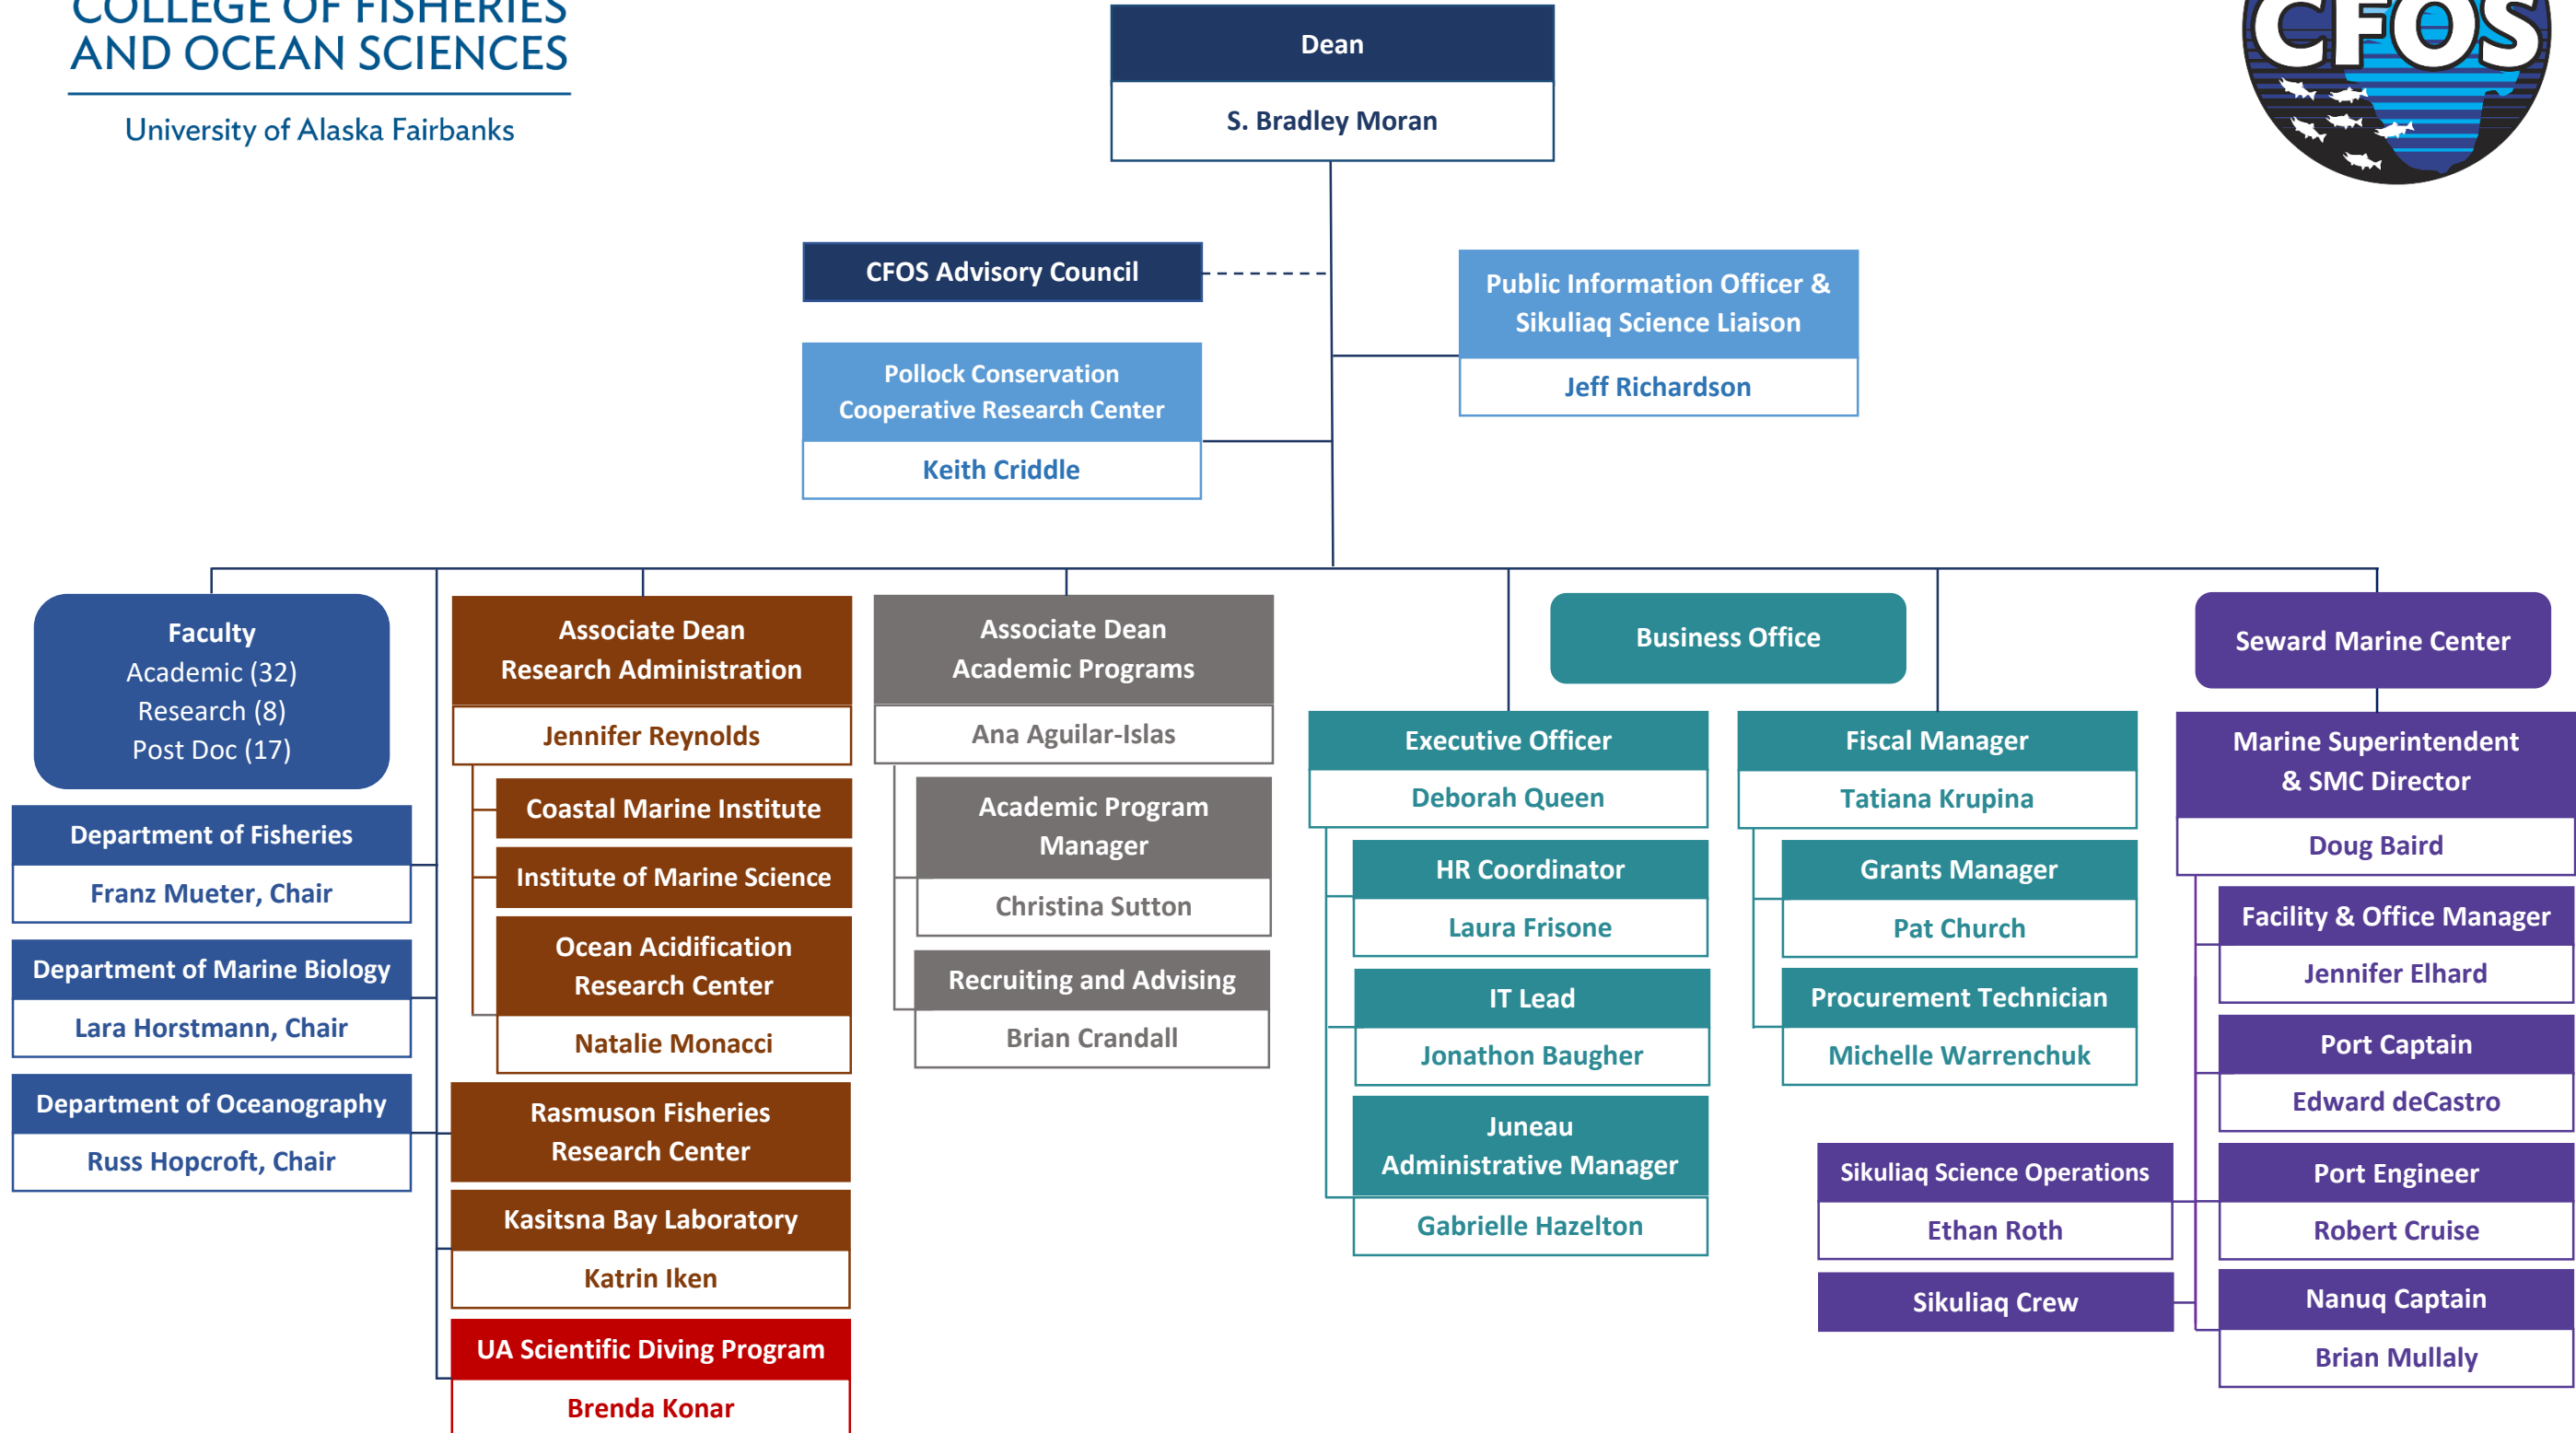 COLLEGE OF FISHERIES
AND OCEAN SCIENCES
University of Alaska Fairbanks
CFOS
Dean
S. Bradley Moran
CFOS Advisory Council
Public Information Officer &
Sikuliaq Science Liaison
Jeff Richardson
Pollock Conservation
Cooperative Research Center
Keith Criddle
Faculty
Academic (32)
Research (8)
Post Doc (17)
Department of Fisheries
Franz Mueter, Chair
Department of Marine Biology
Lara Horstmann, Chair
Department of Oceanography
Russ Hopcroft, Chair
Associate Dean
Research Administration
Jennifer Reynolds
Coastal Marine Institute
Institute of Marine Science
Ocean Acidification
Research Center
Natalie Monacci
Rasmuson Fisheries
Research Center
Kasitsna Bay Laboratory
Katrin Iken
UA Scientific Diving Program
Brenda Konar
Associate Dean
Academic Programs
Ana Aguilar-Islas
Academic Program
Manager
Christina Sutton
Recruiting and Advising
Brian Crandall
Business Office
Executive Officer
Deborah Queen
HR Coordinator
Laura Frisone
IT Lead
Jonathon Baugher
Juneau
Administrative Manager
Gabrielle Hazelton
Fiscal Manager
Tatiana Krupina
Grants Manager
Pat Church
Procurement Technician
Michelle Warrenchuk
Seward Marine Center
Marine Superintendent
& SMC Director
Doug Baird
Facility & Office Manager
Jennifer Elhard
Port Captain
Edward deCastro
Sikuliaq Science Operations
Ethan Roth
Port Engineer
Robert Cruise
Sikuliaq Crew
Nanuq Captain
Brian Mullaly